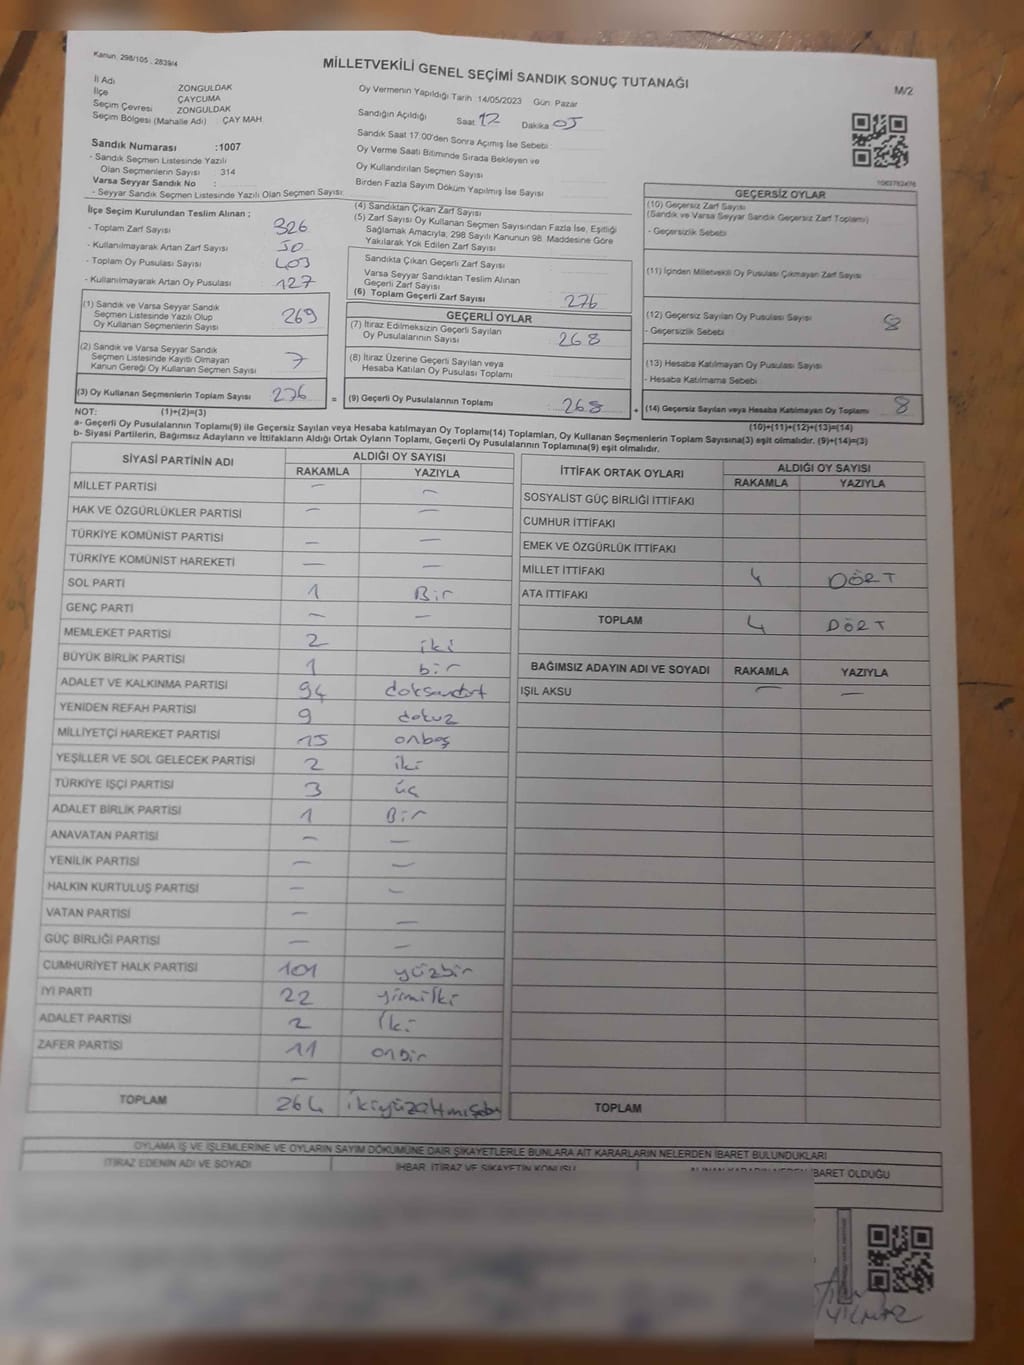 Kanun, 298/105 , 2839/4
MİLLETVEKİLİ GENEL SEÇİMİ SANDIK SONUÇ TUTANAĞI
M/2
İl Adı ZONGULDAK
İlçe ÇAYCUMA
Seçim Çevresi ZONGULDAK
Seçim Bölgesi (Mahalle Adı) : ÇAY MAH.
Oy Vermenin Yapıldığı Tarih 14/05/2023 Gün: Pazar
Sandığın Açıldığı Saat 17 Dakika 05
Sandık Saat 17:00'den Sonra Açılmış İse Sebebi :
Oy Verme Saati Bitiminde Sırada Bekleyen ve
Oy Kullandırılan Seçmen Sayısı
Birden Fazla Sayım Döküm Yapılmış İse Sayısı
Sandık Numarası :1007
- Sandık Seçmen Listesinde Yazılı
Olan Seçmenlerin Sayısı : 314
Varsa Seyyar Sandık No :
- Seyyar Sandık Seçmen Listesinde Yazılı Olan Seçmen Sayısı:
İlçe Seçim Kurulundan Teslim Alınan ;
- Toplam Zarf Sayısı 326
- Kullanılmayarak Artan Zarf Sayısı 50
- Toplam Oy Pusulası Sayısı 403
- Kullanılmayarak Artan Oy Pusulası 127
(1) Sandık ve Varsa Seyyar Sandık
Seçmen Listesinde Yazılı Olup
Oy Kullanan Seçmenlerin Sayısı 269
(2) Sandık ve Varsa Seyyar Sandık
Seçmen Listesinde Kayıtlı Olmayan
Kanun Gereği Oy Kullanan Seçmen Sayısı 7
(3) Oy Kullanan Seçmenlerin Toplam Sayısı 276 =
(4) Sandıktan Çıkan Zarf Sayısı
(5) Zarf Sayısı Oy Kullanan Seçmen Sayısından Fazla İse, Eşitliği
Sağlamak Amacıyla, 298 Sayılı Kanunun 98. Maddesine Göre
Yakılarak Yok Edilen Zarf Sayısı
Sandıkta Çıkan Geçerli Zarf Sayısı
Varsa Seyyar Sandıktan Teslim Alınan
Geçerli Zarf Sayısı
(6) Toplam Geçerli Zarf Sayısı 276
GEÇERLİ OYLAR
(7) İtiraz Edilmeksizin Geçerli Sayılan
Oy Pusulalarının Sayısı 268
(8) İtiraz Üzerine Geçerli Sayılan veya
Hesaba Katılan Oy Pusulası Toplamı
(9) Geçerli Oy Pusulalarının Toplamı 268 +
GEÇERSİZ OYLAR
(10) Geçersiz Zarf Sayısı
(Sandık ve Varsa Seyyar Sandık Geçersiz Zarf Toplamı)
- Geçersizlik Sebebi
(11) İçinden Milletvekili Oy Pusulası Çıkmayan Zarf Sayısı
(12) Geçersiz Sayılan Oy Pusulası Sayısı 8
- Geçersizlik Sebebi
(13) Hesaba Katılmayan Oy Pusulası Sayısı
- Hesaba Katılmama Sebebi
(14) Geçersiz Sayılan veya Hesaba Katılmayan Oy Toplamı 8
NOT: (1)+(2)=(3) (10)+(11)+(12)+(13)=(14)
a- Geçerli Oy Pusulalarının Toplamı(9) ile Geçersiz Sayılan veya Hesaba katılmayan Oy Toplamı(14) Toplamları, Oy Kullanan Seçmenlerin Toplam Sayısına(3) eşit olmalıdır. (9)+(14)=(3)
b- Siyasi Partilerin, Bağımsız Adayların ve İttifakların Aldığı Ortak Oyların Toplamı, Geçerli Oy Pusulalarının Toplamına(9) eşit olmalıdır.
SİYASİ PARTİNİN ADI ALDIĞI OY SAYISI
RAKAMLA YAZIYLA
MİLLET PARTİSİ — —
HAK VE ÖZGÜRLÜKLER PARTİSİ — —
TÜRKİYE KOMÜNİST PARTİSİ — —
TÜRKİYE KOMÜNİST HAREKETİ — —
SOL PARTİ 1 Bir
GENÇ PARTİ — —
MEMLEKET PARTİSİ 2 iki
BÜYÜK BİRLİK PARTİSİ 1 bir
ADALET VE KALKINMA PARTİSİ 94 doksandört
YENİDEN REFAH PARTİSİ 9 dokuz
MİLLİYETÇİ HAREKET PARTİSİ 15 onbeş
YEŞİLLER VE SOL GELECEK PARTİSİ 2 iki
TÜRKİYE İŞÇİ PARTİSİ 3 üç
ADALET BİRLİK PARTİSİ 1 Bir
ANAVATAN PARTİSİ — —
YENİLİK PARTİSİ — —
HALKIN KURTULUŞ PARTİSİ — —
VATAN PARTİSİ — —
GÜÇ BİRLİĞİ PARTİSİ — —
CUMHURİYET HALK PARTİSİ 101 yüzbir
İYİ PARTİ 22 yirmiiki
ADALET PARTİSİ 2 İki
ZAFER PARTİSİ 11 onbir
—
TOPLAM 264
İTTİFAK ORTAK OYLARI ALDIĞI OY SAYISI
RAKAMLA YAZIYLA
SOSYALİST GÜÇ BİRLİĞİ İTTİFAKI
CUMHUR İTTİFAKI
EMEK VE ÖZGÜRLÜK İTTİFAKI
MİLLET İTTİFAKI 4 DÖRT
ATA İTTİFAKI
TOPLAM 4 DÖRT
BAĞIMSIZ ADAYIN ADI VE SOYADI RAKAMLA YAZIYLA
IŞIL AKSU — —
TOPLAM
OYLAMA İŞ VE İŞLEMLERİNE VE OYLARIN SAYIM DÖKÜMÜNE DAİR ŞİKAYETLERLE BUNLARA AİT KARARLARIN NELERDEN İBARET BULUNDUKLARI
İTİRAZ EDENİN ADI VE SOYADI İHBAR, İTİRAZ VE ŞİKAYETİN KONUSU ALINAN KARARIN NEDEN İBARET OLDUĞU
YILMAZ